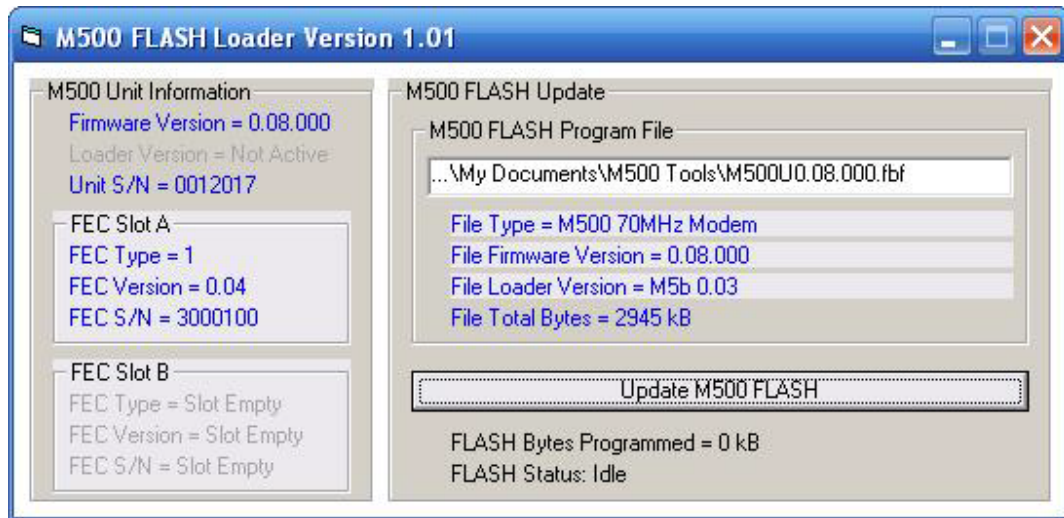 M500 FLASH Loader Version 1.01
M500 Unit Information
Firmware Version = 0.08.000
Loader Version = Not Active
Unit S/N = 0012017
FEC Slot A
FEC Type = 1
FEC Version = 0.04
FEC S/N = 3000100
FEC Slot B
FEC Type = Slot Empty
FEC Version = Slot Empty
FEC S/N = Slot Empty
M500 FLASH Update
M500 FLASH Program File
...\My Documents\M500 Tools\M500U0.08.000.fbf
File Type = M500 70MHz Modem
File Firmware Version = 0.08.000
File Loader Version = M5b 0.03
File Total Bytes = 2945 kB
Update M500 FLASH
FLASH Bytes Programmed = 0 kB
FLASH Status: Idle